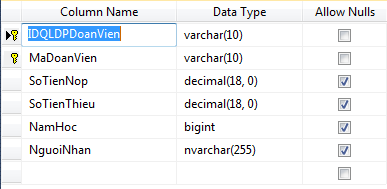 Column Name Data Type Allow Nulls
IDQLDPDoanVien varchar(10)
MaDoanVien varchar(10)
SoTienNop decimal(18, 0)
SoTienThieu decimal(18, 0)
NamHoc bigint
NguoiNhan nvarchar(255)